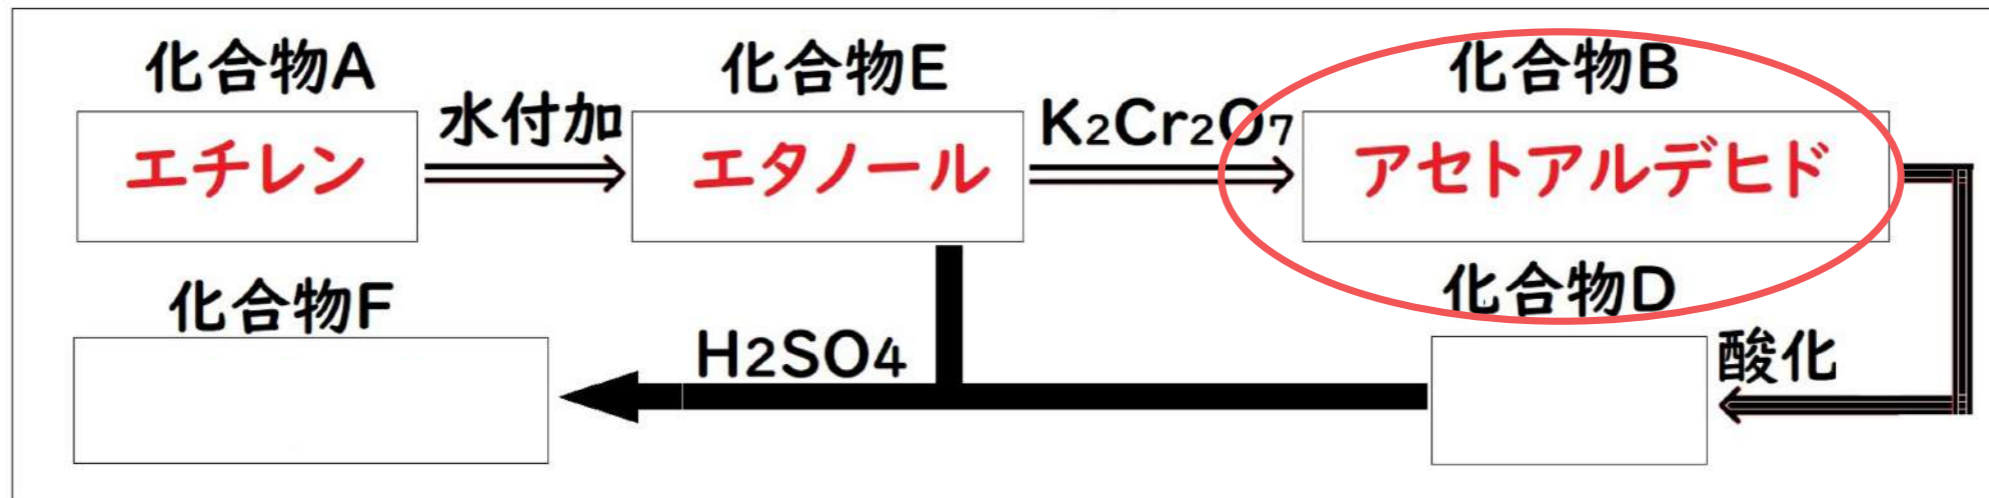 化合物A
化合物E
化合物B
水付加
K2Cr2O7
エチレン
エタノール
アセトアルデヒド
化合物F
化合物D
H2SO4
酸化